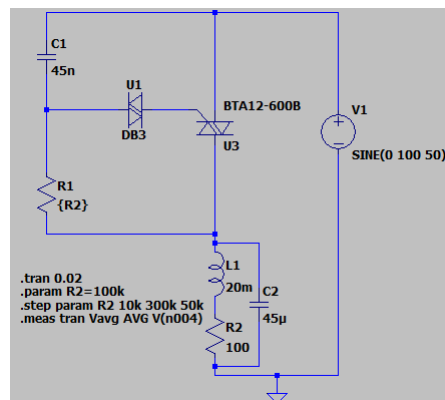 C1
45n
U1
DB3
BTA12-600B
U3
V1
SINE(0 100 50)
R1
{R2}
.tran 0.02
.param R2=100k
.step param R2 10k 300k 50k
.meas tran Vavg AVG V(n004)
L1
20m
C2
45µ
R2
100